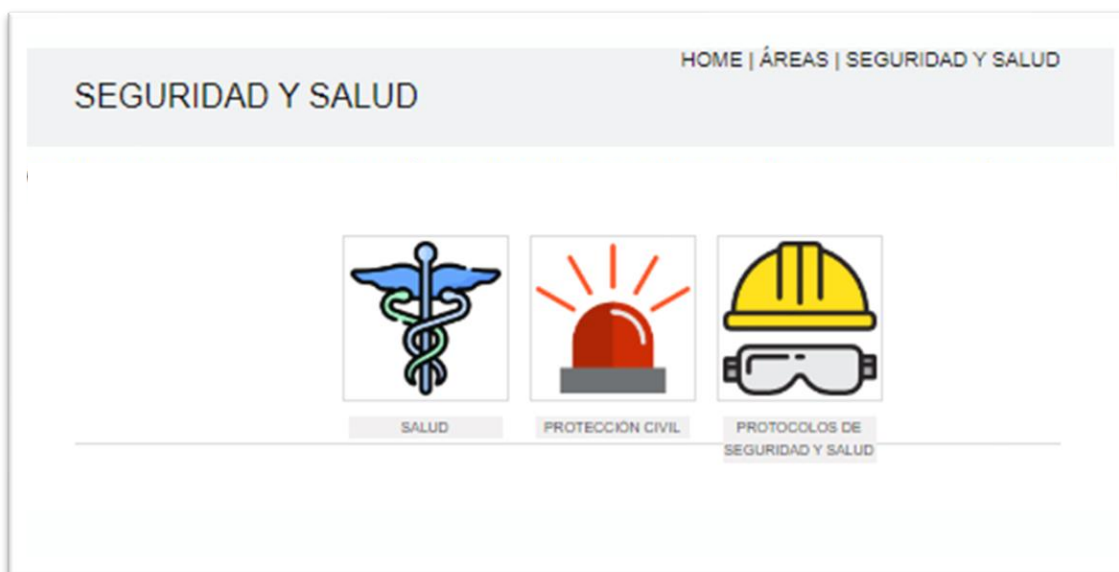 HOME | ÁREAS | SEGURIDAD Y SALUD
SEGURIDAD Y SALUD
SALUD
PROTECCIÓN CIVIL
PROTOCOLOS DE
SEGURIDAD Y SALUD